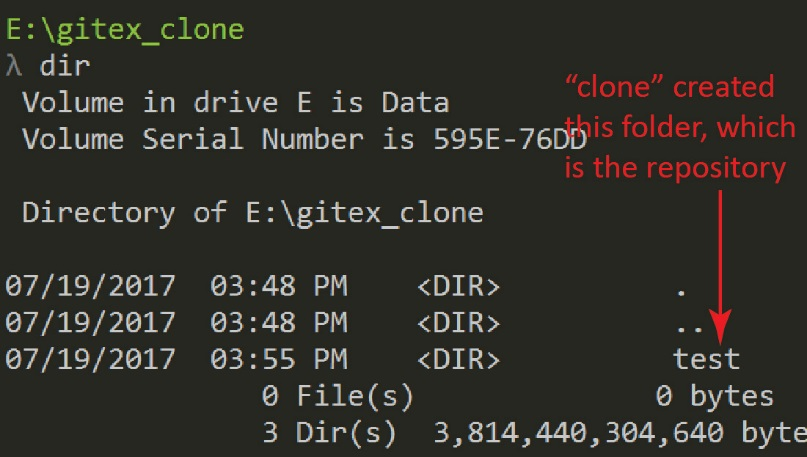 E:\gitex_clone
λ dir
Volume in drive E is Data
Volume Serial Number is 595E-76DD
“clone” created
this folder, which
is the repository
Directory of E:\gitex_clone
07/19/2017 03:48 PM <DIR> .
07/19/2017 03:48 PM <DIR> ..
07/19/2017 03:55 PM <DIR> test
0 File(s) 0 bytes
3 Dir(s) 3,814,440,304,640 byte